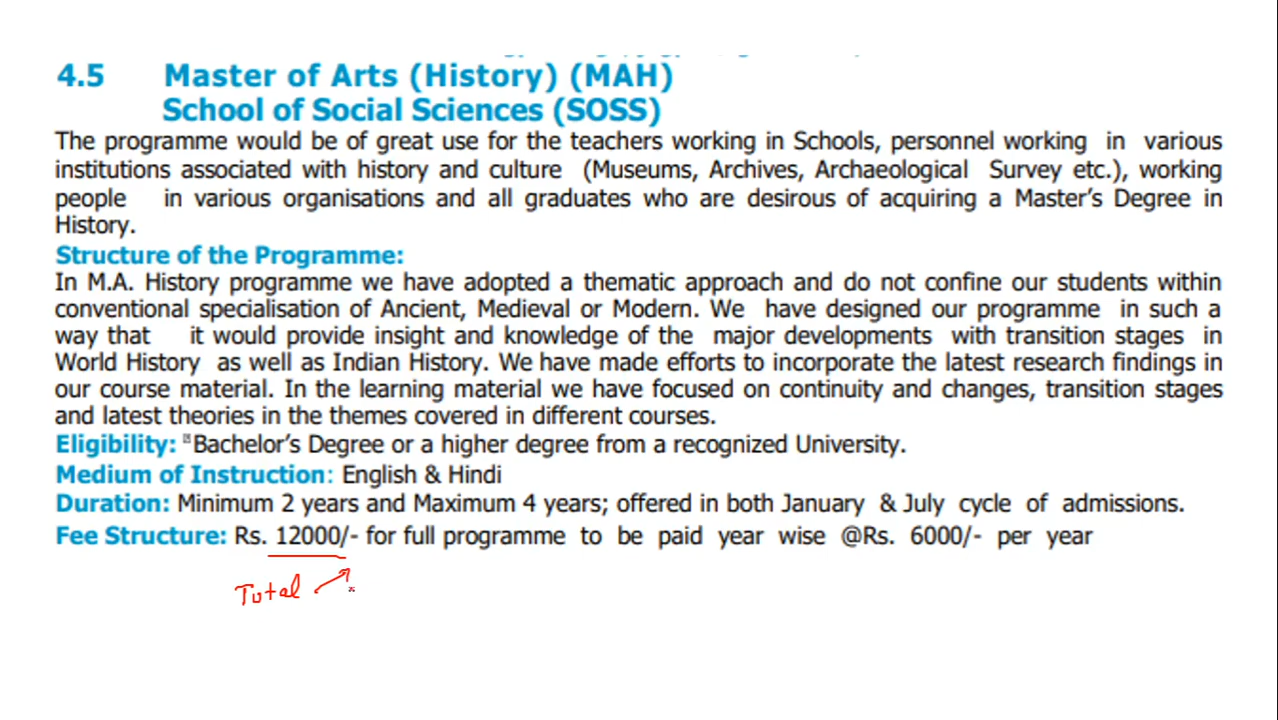 4.5 Master of Arts (History) (MAH)
School of Social Sciences (SOSS)
The programme would be of great use for the teachers working in Schools, personnel working in various
institutions associated with history and culture (Museums, Archives, Archaeological Survey etc.), working
people in various organisations and all graduates who are desirous of acquiring a Master's Degree in
History.
Structure of the Programme:
In M.A. History programme we have adopted a thematic approach and do not confine our students within
conventional specialisation of Ancient, Medieval or Modern. We have designed our programme in such a
way that it would provide insight and knowledge of the major developments with transition stages in
World History as well as Indian History. We have made efforts to incorporate the latest research findings in
our course material. In the learning material we have focused on continuity and changes, transition stages
and latest theories in the themes covered in different courses.
Eligibility: Bachelor's Degree or a higher degree from a recognized University.
Medium of Instruction: English & Hindi
Duration: Minimum 2 years and Maximum 4 years; offered in both January & July cycle of admissions.
Fee Structure: Rs. 12000/- for full programme to be paid year wise @Rs. 6000/- per year
Total